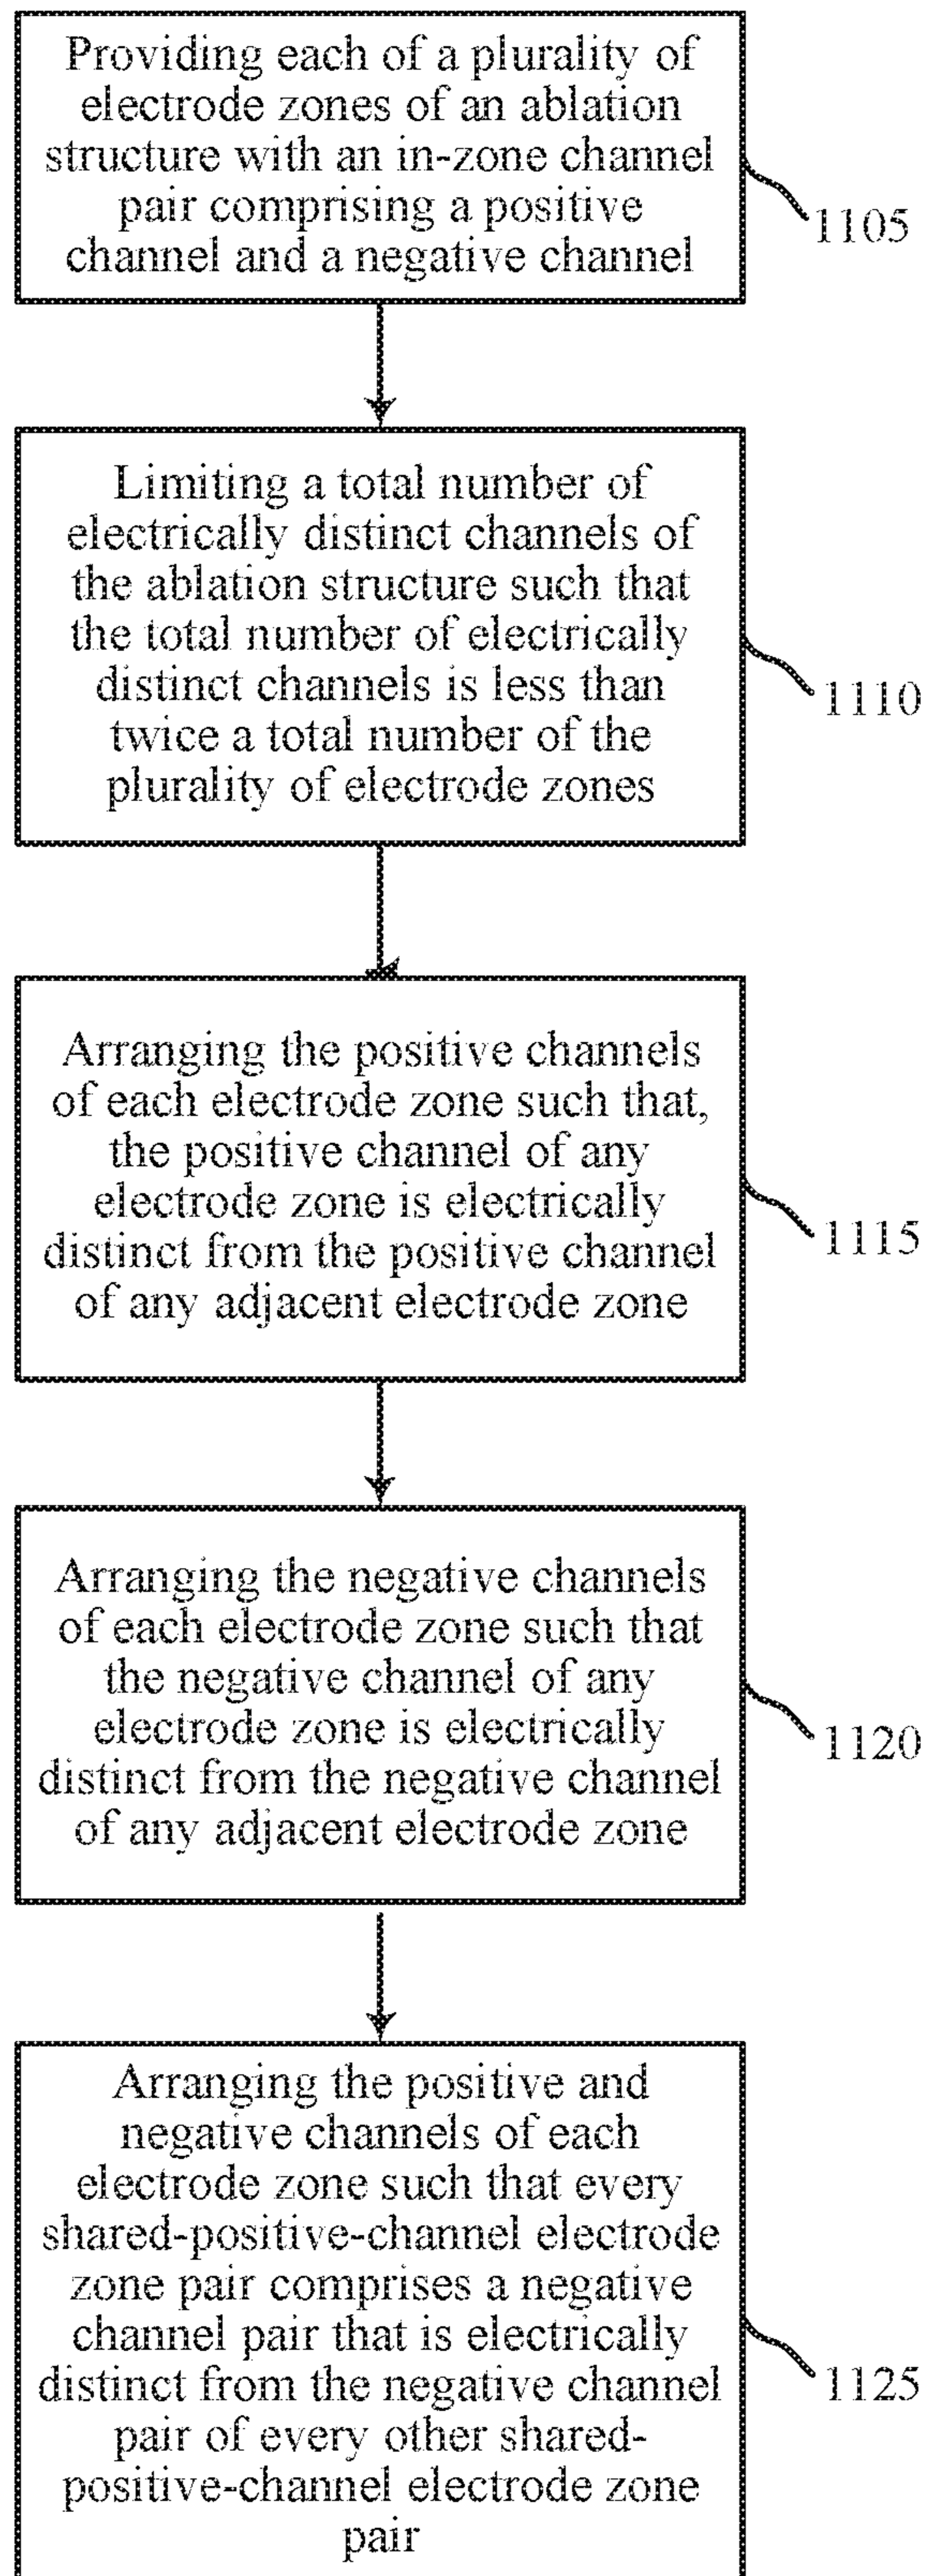 Providing each of a plurality of
electrode zones of an ablation
structure with an in-zone channel
pair comprising a positive
channel and a negative channel
1105
Limiting a total number of
electrically distinct channels of
the ablation structure such that
the total number of electrically
distinct channels is less than
twice a total number of the
plurality of electrode zones
1110
Arranging the positive channels
of each electrode zone such that,
the positive channel of any
electrode zone is electrically
distinct from the positive channel
of any adjacent electrode zone
1115
Arranging the negative channels
of each electrode zone such that
the negative channel of any
electrode zone is electrically
distinct from the negative channel
of any adjacent electrode zone
1120
Arranging the positive and
negative channels of each
electrode zone such that every
shared-positive-channel electrode
zone pair comprises a negative
channel pair that is electrically
distinct from the negative channel
pair of every other shared-
positive-channel electrode zone
pair
1125